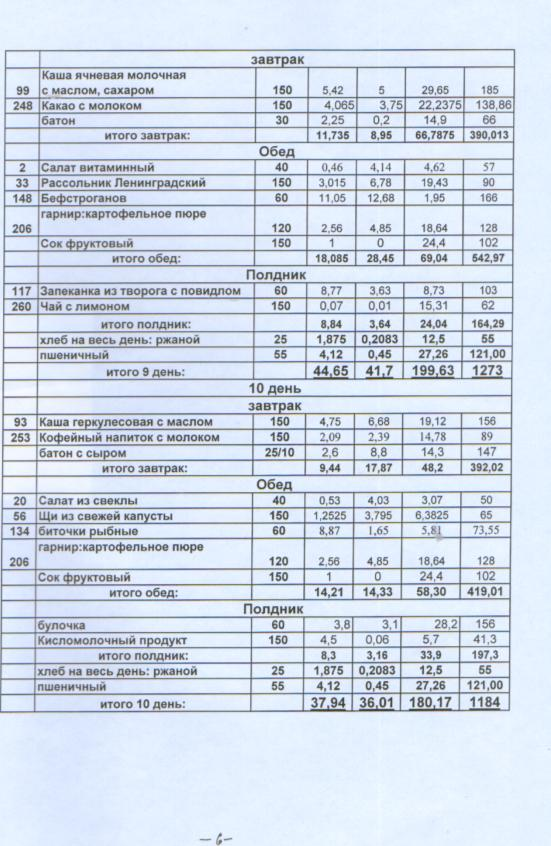 завтрак
Каша ячневая молочная
99 с маслом, сахаром 150 5,42 5 29,65 185
248 Какао с молоком 150 4,065 3,75 22,2375 138,86
батон 30 2,25 0,2 14,9 66
итого завтрак: 11,735 8,95 66,7875 390,013
Обед
2 Салат витаминный 40 0,46 4,14 4,62 57
33 Рассольник Ленинградский 150 3,015 6,78 19,43 90
148 Бефстроганов 60 11,05 12,68 1,95 166
гарнир:картофельное пюре
206 120 2,56 4,85 18,64 128
Сок фруктовый 150 1 0 24,4 102
итого обед: 18,085 28,45 69,04 542,97
Полдник
117 Запеканка из творога с повидлом 60 8,77 3,63 8,73 103
260 Чай с лимоном 150 0,07 0,01 15,31 62
итого полдник: 8,84 3,64 24,04 164,29
хлеб на весь день: ржаной 25 1,875 0,2083 12,5 55
пшеничный 55 4,12 0,45 27,26 121,00
итого 9 день: 44,65 41,7 199,63 1273
10 день
завтрак
93 Каша геркулесовая с маслом 150 4,75 6,68 19,12 156
253 Кофейный напиток с молоком 150 2,09 2,39 14,78 89
батон с сыром 25/10 2,6 8,8 14,3 147
итого завтрак: 9,44 17,87 48,2 392,02
Обед
20 Салат из свеклы 40 0,53 4,03 3,07 50
56 Щи из свежей капусты 150 1,2525 3,795 6,3825 65
134 биточки рыбные 60 8,87 1,65 5,81 73,55
гарнир:картофельное пюре
206 120 2,56 4,85 18,64 128
Сок фруктовый 150 1 0 24,4 102
итого обед: 14,21 14,33 58,30 419,01
Полдник
булочка 60 3,8 3,1 28,2 156
Кисломолочный продукт 150 4,5 0,06 5,7 41,3
итого полдник: 8,3 3,16 33,9 197,3
хлеб на весь день: ржаной 25 1,875 0,2083 12,5 55
пшеничный 55 4,12 0,45 27,26 121,00
итого 10 день: 37,94 36,01 180,17 1184
-6-